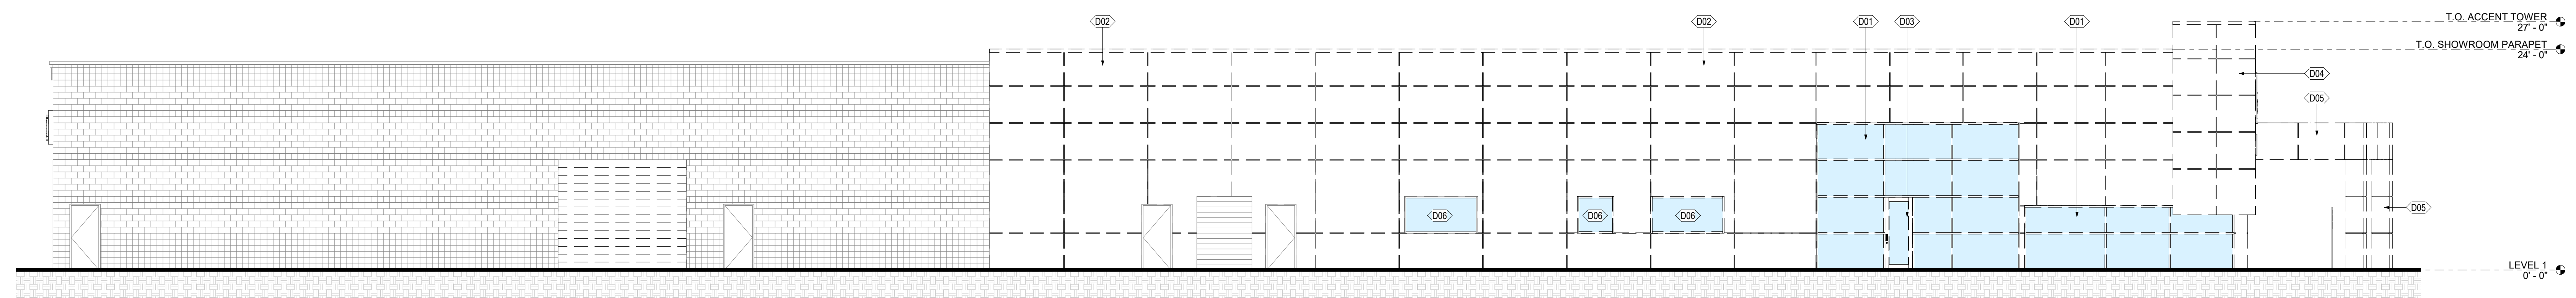 D02
D02
D01
D03
D01
T.O. ACCENT TOWER
27' - 0"
T.O. SHOWROOM PARAPET
24' - 0"
D04
D05
D06
D06
D06
D05
LEVEL 1
0' - 0"